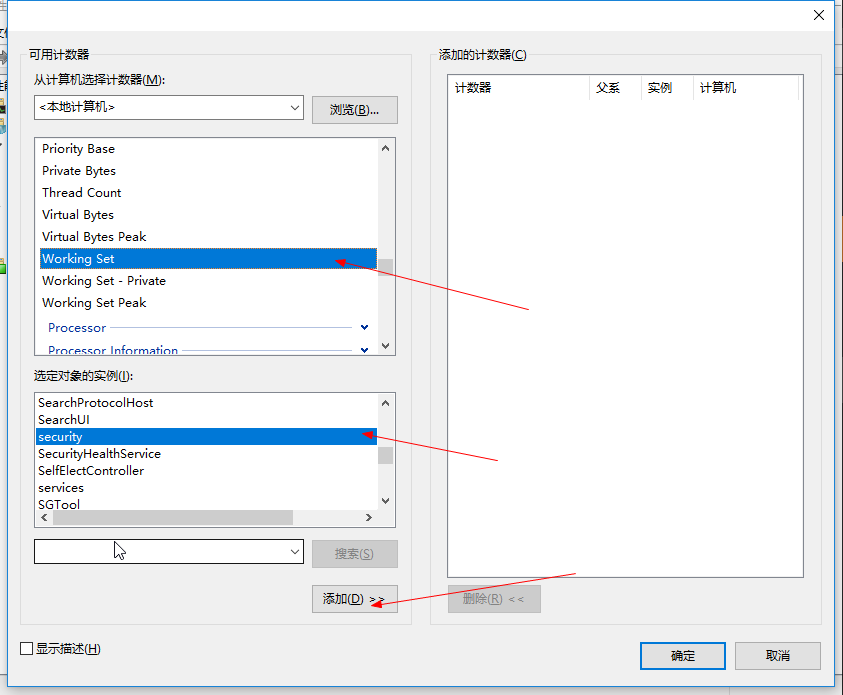 可用计数器
从计算机选择计数器(M):
<本地计算机>
浏览(B)...
Priority Base
Private Bytes
Thread Count
Virtual Bytes
Virtual Bytes Peak
Working Set
Working Set - Private
Working Set Peak
Processor
Processor Information
选定对象的实例(I):
SearchProtocolHost
SearchUI
security
SecurityHealthService
SelfElectController
services
SGTool
搜索(S)
添加(D) >>
显示描述(H)
添加的计数器(C)
计数器 父系 实例 计算机
删除(R) <<
确定
取消